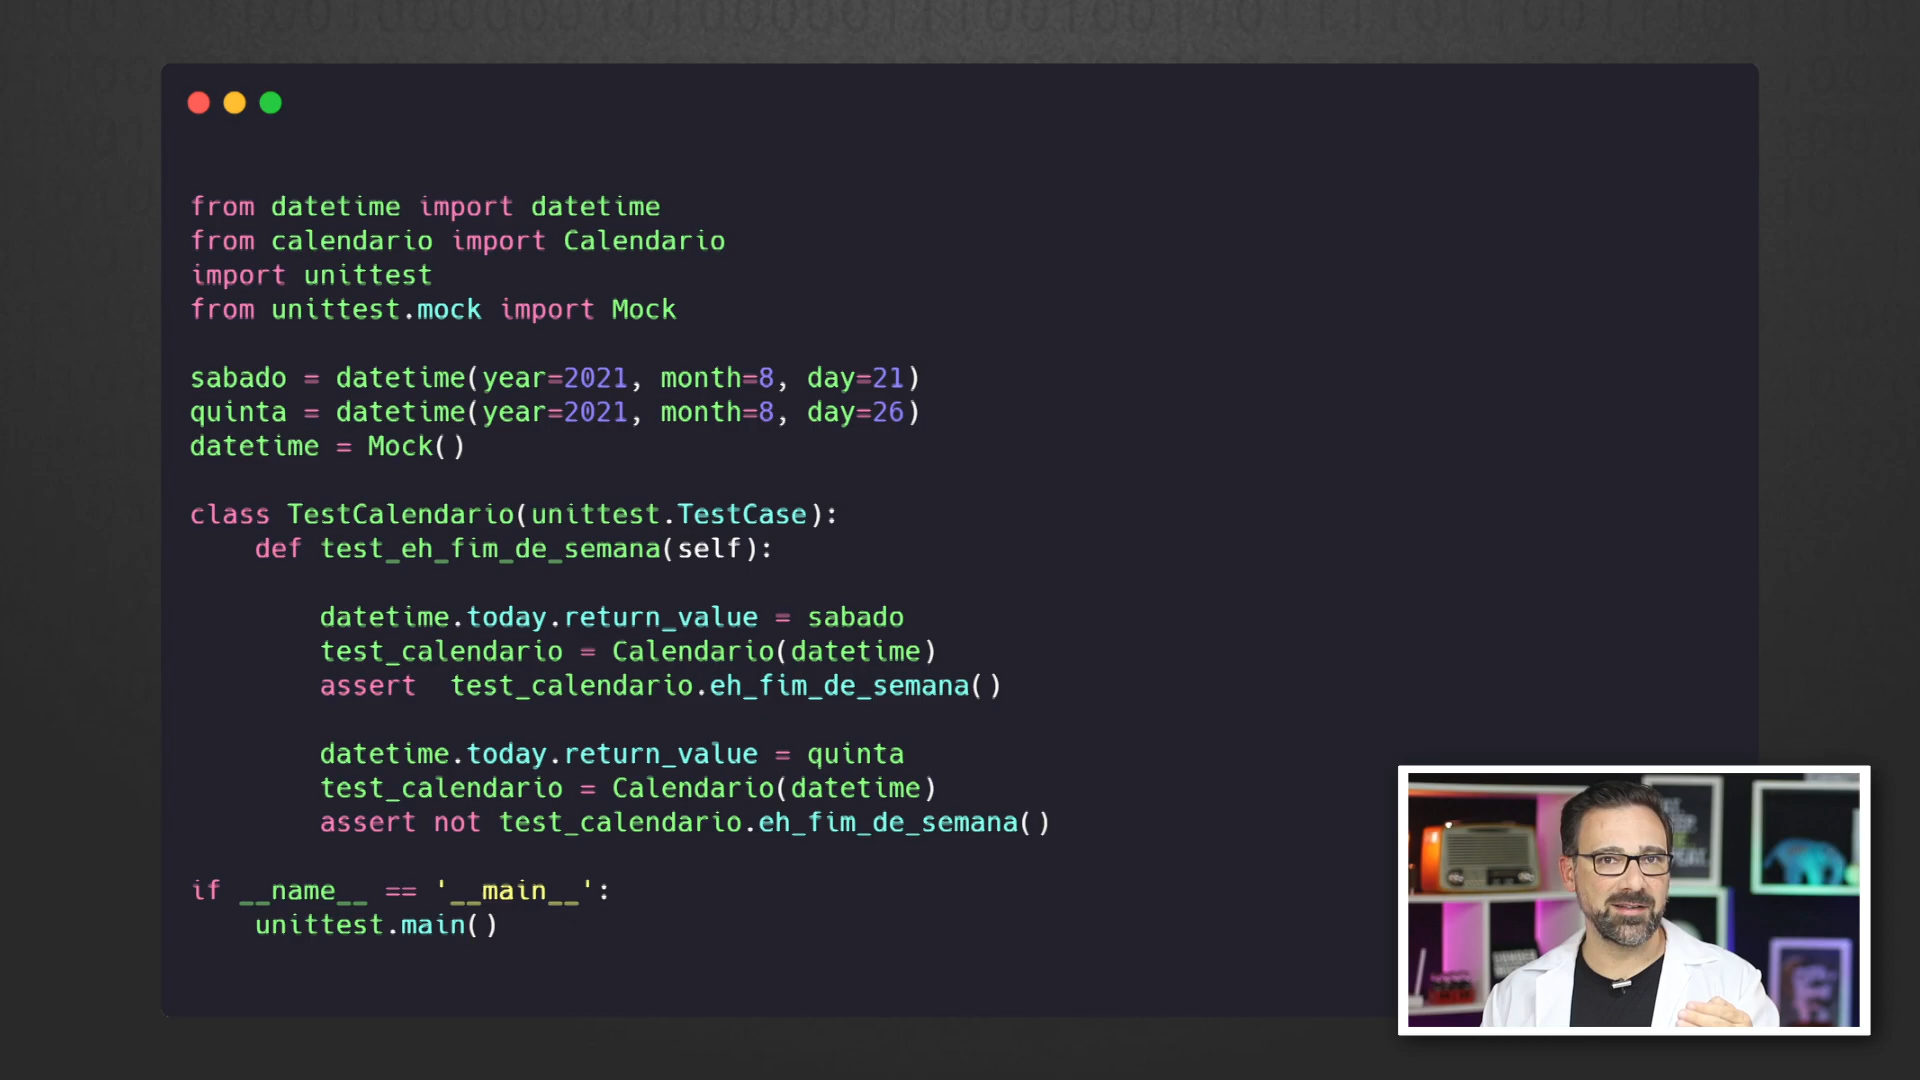 from datetime import datetime
from calendario import Calendario
import unittest
from unittest.mock import Mock

sabado = datetime(year=2021, month=8, day=21)
quinta = datetime(year=2021, month=8, day=26)
datetime = Mock()

class TestCalendario(unittest.TestCase):
    def test_eh_fim_de_semana(self):

        datetime.today.return_value = sabado
        test_calendario = Calendario(datetime)
        assert  test_calendario.eh_fim_de_semana()

        datetime.today.return_value = quinta
        test_calendario = Calendario(datetime)
        assert not test_calendario.eh_fim_de_semana()

if __name__ == '__main__':
    unittest.main()